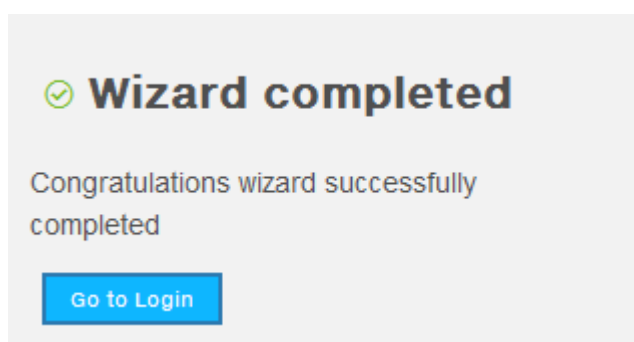 Wizard completed
Congratulations wizard successfully
completed
Go to Login